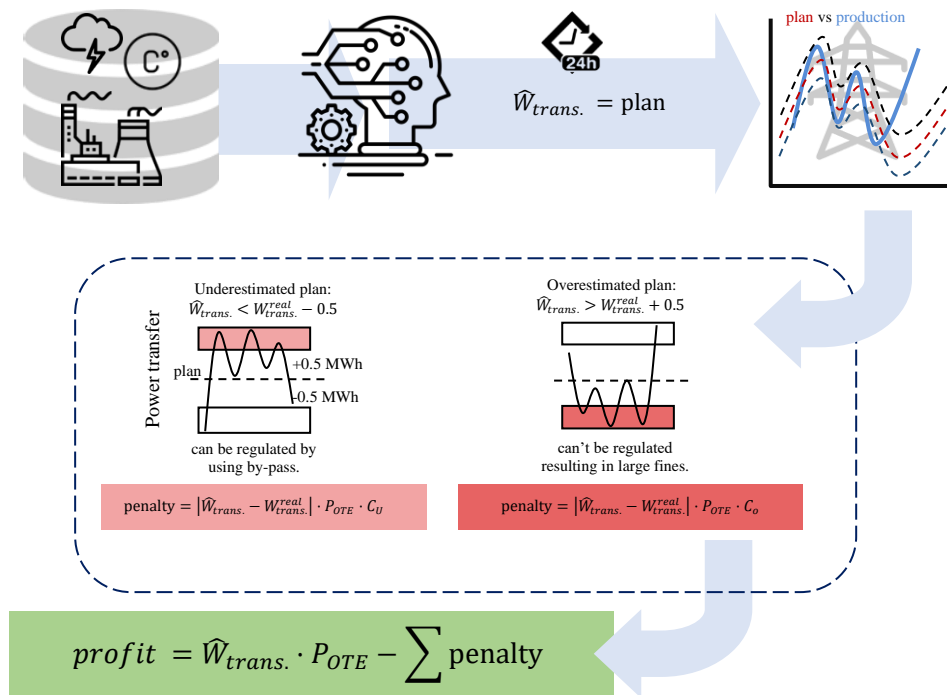 C°
24h
Ŵ_trans. = plan
plan vs production
Power transfer
Underestimated plan:
Ŵ_trans. < W_trans.^real − 0.5
plan
+0.5 MWh
-0.5 MWh
can be regulated by
using by-pass.
penalty = |Ŵ_trans. − W_trans.^real| · P_OTE · C_U
Overestimated plan:
Ŵ_trans. > W_trans.^real + 0.5
can't be regulated
resulting in large fines.
penalty = |Ŵ_trans. − W_trans.^real| · P_OTE · C_o
profit = Ŵ_trans. · P_OTE − ∑ penalty